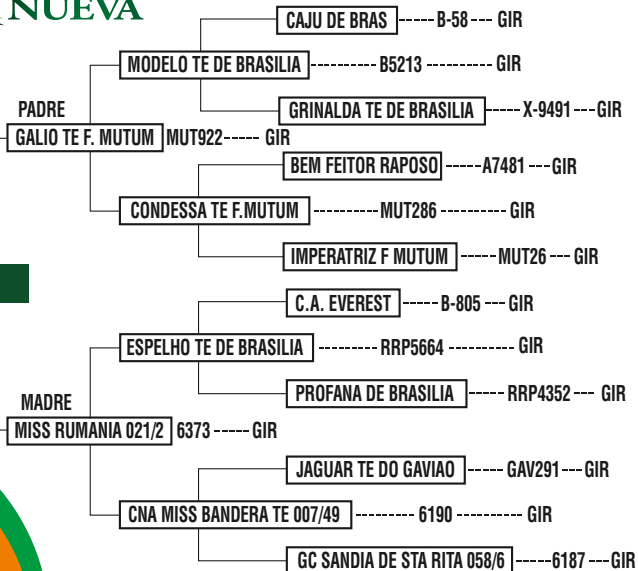 NUEVA
CAJU DE BRAS -----B-58--- GIR
MODELO TE DE BRASILIA ---------- B5213 ---------- GIR
GRINALDA TE DE BRASILIA ----- X-9491 ---GIR
PADRE
GALIO TE F. MUTUM MUT922----- GIR
BEM FEITOR RAPOSO -----A7481 ---GIR
CONDESSA TE F.MUTUM ----------MUT286 ---------- GIR
IMPERATRIZ F MUTUM -----MUT26 --- GIR
C.A. EVEREST ----- B-805 --- GIR
ESPELHO TE DE BRASILIA --------- RRP5664 ---------- GIR
PROFANA DE BRASILIA -----RRP4352 --- GIR
MADRE
MISS RUMANIA 021/2 6373 ----- GIR
JAGUAR TE DO GAVIAO ----- GAV291---GIR
CNA MISS BANDERA TE 007/49 -------- 6190 ---------- GIR
GC SANDIA DE STA RITA 058/6 -----6187 ---GIR